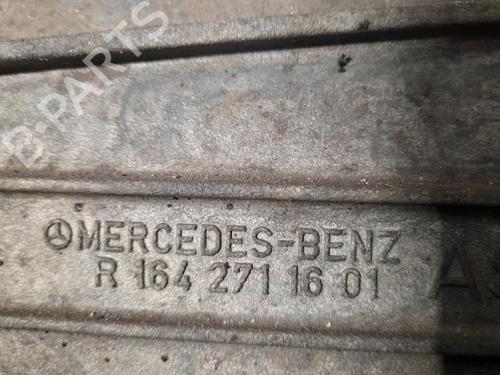 B-PARTS
MERCEDES-BENZ
R 164 271 16 01